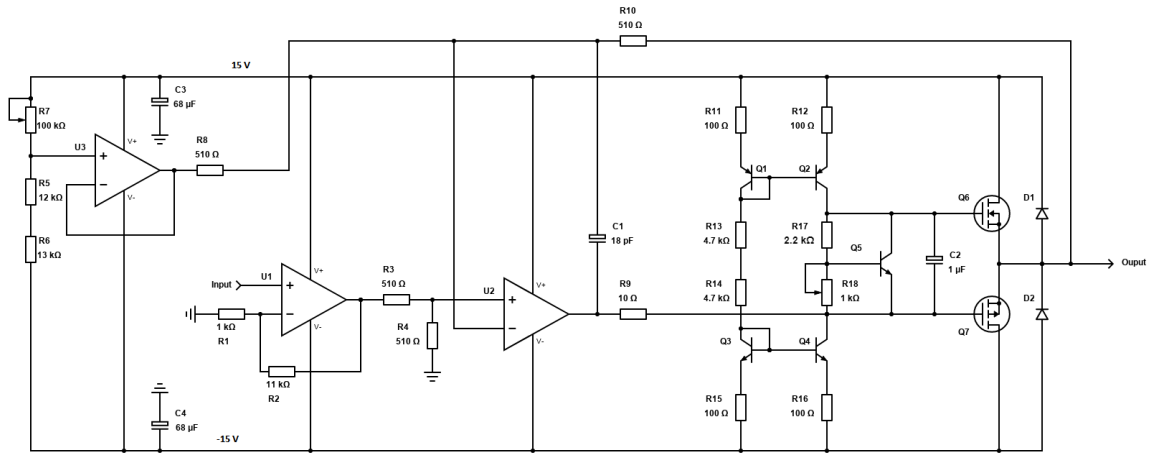 R10
510 Ω
15 V
C3
68 µF
R7
100 kΩ
U3
V+
V-
R8
510 Ω
R5
12 kΩ
R6
13 kΩ
R11
100 Ω
R12
100 Ω
Q1
Q2
Q6
D1
C1
18 pF
R13
4.7 kΩ
R17
2.2 kΩ
Q5
C2
1 µF
Ouput
Input
U1
V+
V-
R3
510 Ω
U2
V+
V-
R9
10 Ω
R14
4.7 kΩ
R18
1 kΩ
D2
Q7
1 kΩ
R1
R4
510 Ω
11 kΩ
R2
Q3
Q4
C4
68 µF
R15
100 Ω
R16
100 Ω
-15 V